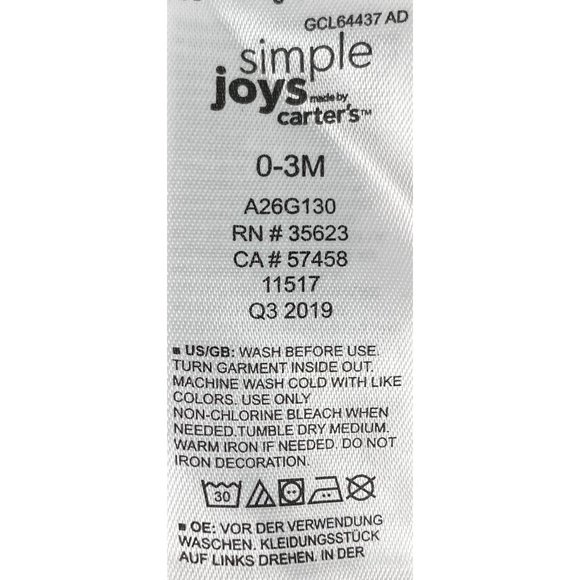 GCL64437 AD
simple
joys made by
carter's™
0-3M
A26G130
RN # 35623
CA # 57458
11517
Q3 2019
■ US/GB: WASH BEFORE USE.
TURN GARMENT INSIDE OUT.
MACHINE WASH COLD WITH LIKE
COLORS. USE ONLY
NON-CHLORINE BLEACH WHEN
NEEDED.TUMBLE DRY MEDIUM.
WARM IRON IF NEEDED. DO NOT
IRON DECORATION.
30
■ OE: VOR DER VERWENDUNG
WASCHEN. KLEIDUNGSSTÜCK
AUF LINKS DREHEN. IN DER